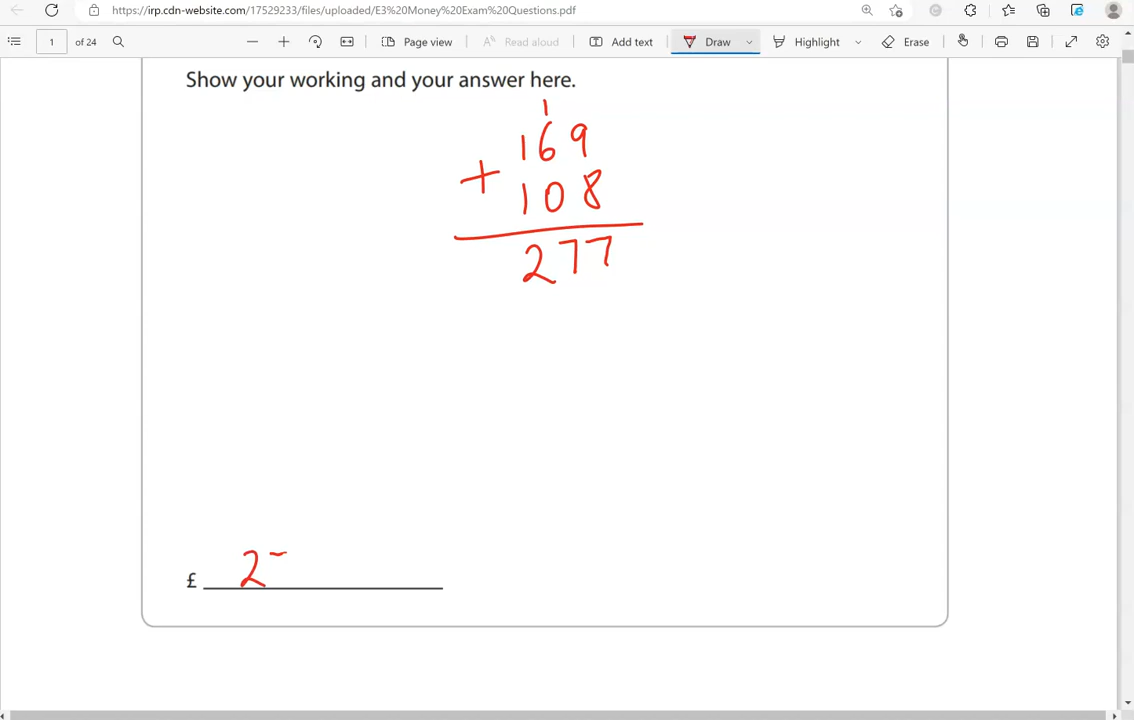 https://irp.cdn-website.com/17529233/files/uploaded/E3%20Money%20Exam%20Questions.pdf
1 of 24
Page view
Read aloud
Add text
Draw
Highlight
Erase
Show your working and your answer here.
1
169
+ 108
277
£ 2